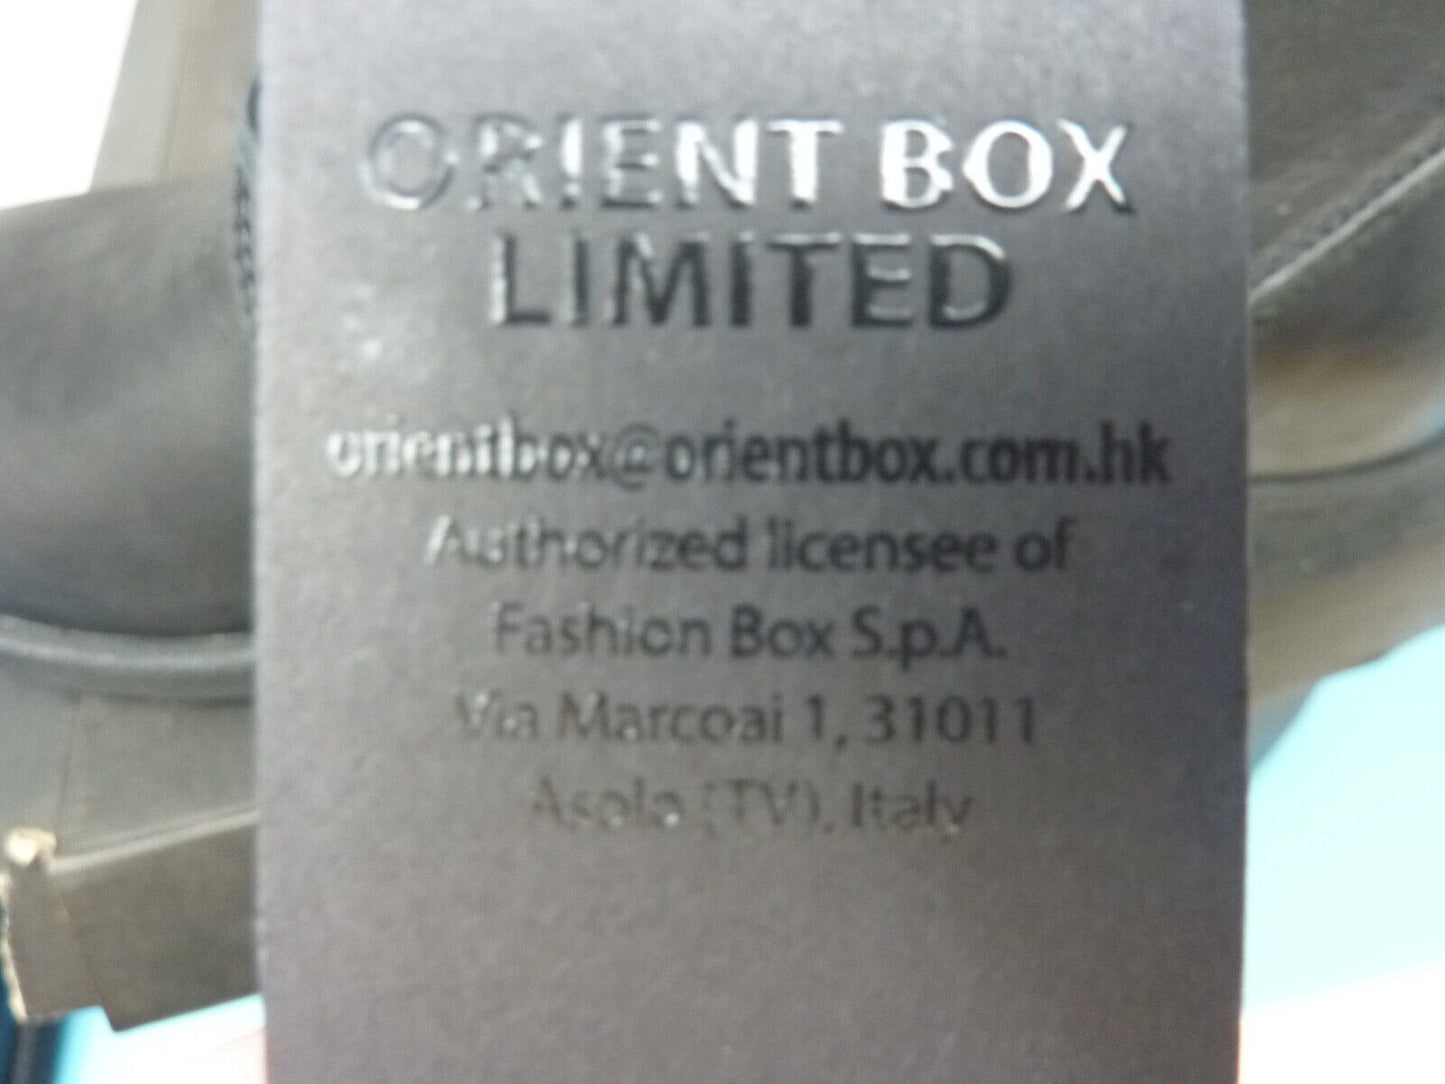 ORIENT BOX
LIMITED
orientbox@orientbox.com.hk
Authorized licensee of
Fashion Box S.p.A.
Via Marcoai 1, 31011
Asolo (TV), Italy